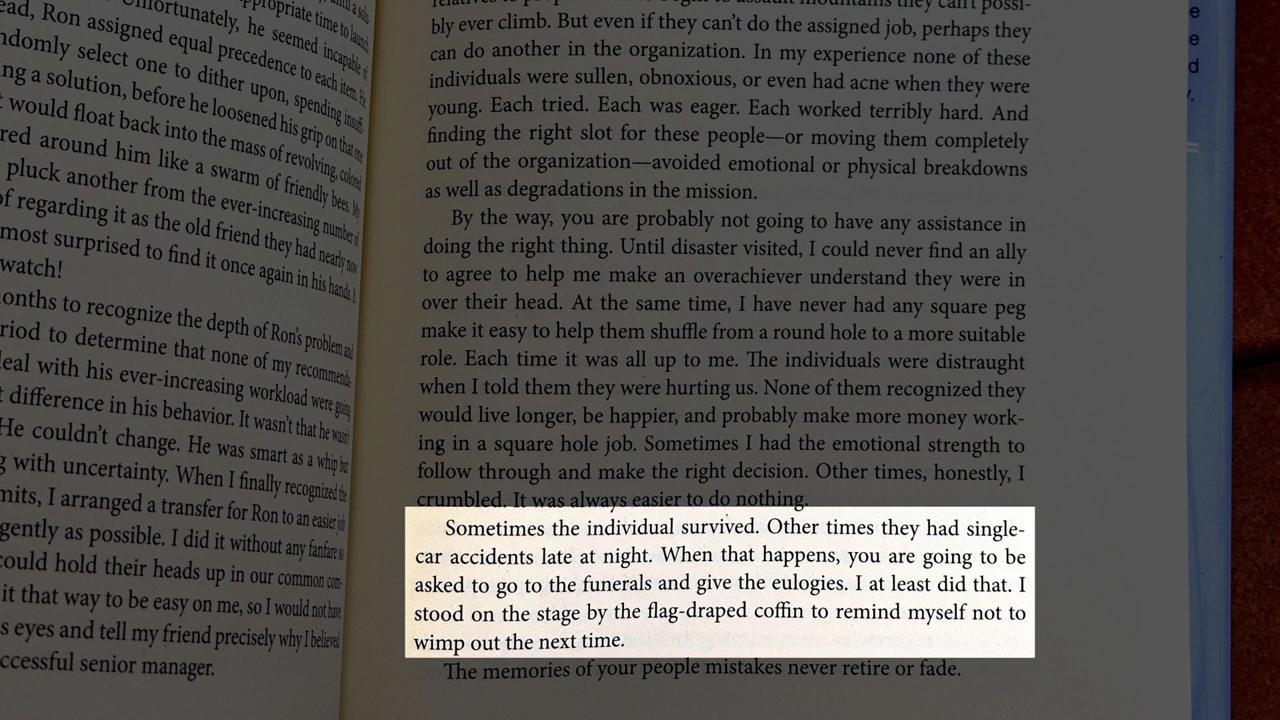 ppropriate time to launch
Unfortunately, he seemed incapable of
ead, Ron assigned equal precedence to each item. He
ndomly select one to dither upon, spending insuffi-
ng a solution, before he loosened his grip on that one
t would float back into the mass of revolving, colored
red around him like a swarm of friendly bees. My
pluck another from the ever-increasing number of
of regarding it as the old friend they had nearly now
most surprised to find it once again in his hands. It
watch!
onths to recognize the depth of Ron's problem and
riod to determine that none of my recommenda-
eal with his ever-increasing workload were going
t difference in his behavior. It wasn't that he wasn't
He couldn't change. He was smart as a whip but
g with uncertainty. When I finally recognized the
mits, I arranged a transfer for Ron to an easier job
gently as possible. I did it without any fanfare so
could hold their heads up in our common com-
it that way to be easy on me, so I would not have
s eyes and tell my friend precisely why I believed
ccessful senior manager.
bly ever climb. But even if they can't do the assigned job, perhaps they
can do another in the organization. In my experience none of these
individuals were sullen, obnoxious, or even had acne when they were
young. Each tried. Each was eager. Each worked terribly hard. And
finding the right slot for these people—or moving them completely
out of the organization—avoided emotional or physical breakdowns
as well as degradations in the mission.
By the way, you are probably not going to have any assistance in
doing the right thing. Until disaster visited, I could never find an ally
to agree to help me make an overachiever understand they were in
over their head. At the same time, I have never had any square peg
make it easy to help them shuffle from a round hole to a more suitable
role. Each time it was all up to me. The individuals were distraught
when I told them they were hurting us. None of them recognized they
would live longer, be happier, and probably make more money work-
ing in a square hole job. Sometimes I had the emotional strength to
follow through and make the right decision. Other times, honestly, I
crumbled. It was always easier to do nothing.
Sometimes the individual survived. Other times they had single-
car accidents late at night. When that happens, you are going to be
asked to go to the funerals and give the eulogies. I at least did that. I
stood on the stage by the flag-draped coffin to remind myself not to
wimp out the next time.
The memories of your people mistakes never retire or fade.
e
e
d
y.